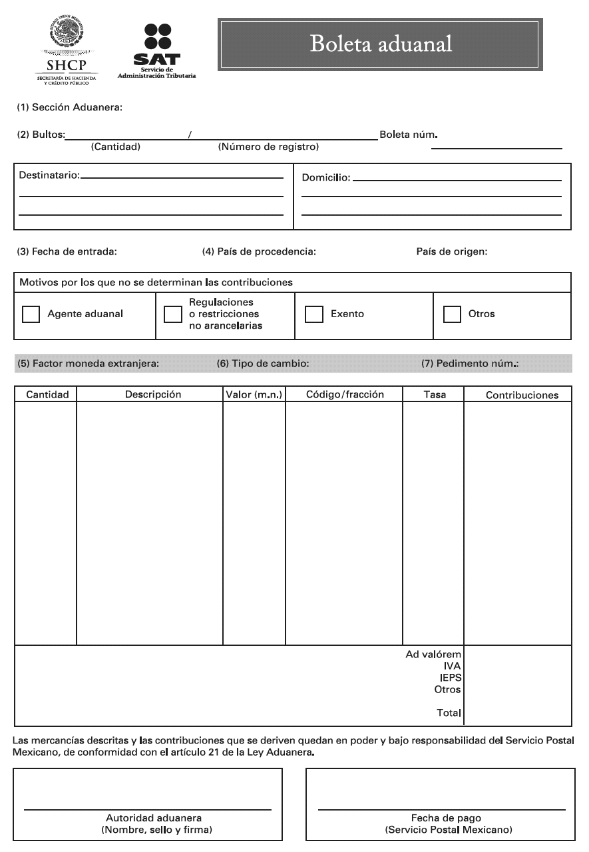 Boleta aduanal
SHCP
SECRETARÍA DE HACIENDA
Y CRÉDITO PÚBLICO
SAT
Servicio de
Administración Tributaria
(1) Sección Aduanera:
(2) Bultos: / Boleta núm.
(Cantidad) (Número de registro)
Destinatario:
Domicilio:
(3) Fecha de entrada: (4) País de procedencia: País de origen:
Motivos por los que no se determinan las contribuciones
Agente aduanal
Regulaciones
o restricciones
no arancelarias
Exento
Otros
(5) Factor moneda extranjera: (6) Tipo de cambio: (7) Pedimento núm.:
Cantidad Descripción Valor (m.n.) Código/fracción Tasa Contribuciones
Ad valórem
IVA
IEPS
Otros
Total
Las mercancías descritas y las contribuciones que se deriven quedan en poder y bajo responsabilidad del Servicio Postal
Mexicano, de conformidad con el artículo 21 de la Ley Aduanera.
Autoridad aduanera
(Nombre, sello y firma)
Fecha de pago
(Servicio Postal Mexicano)